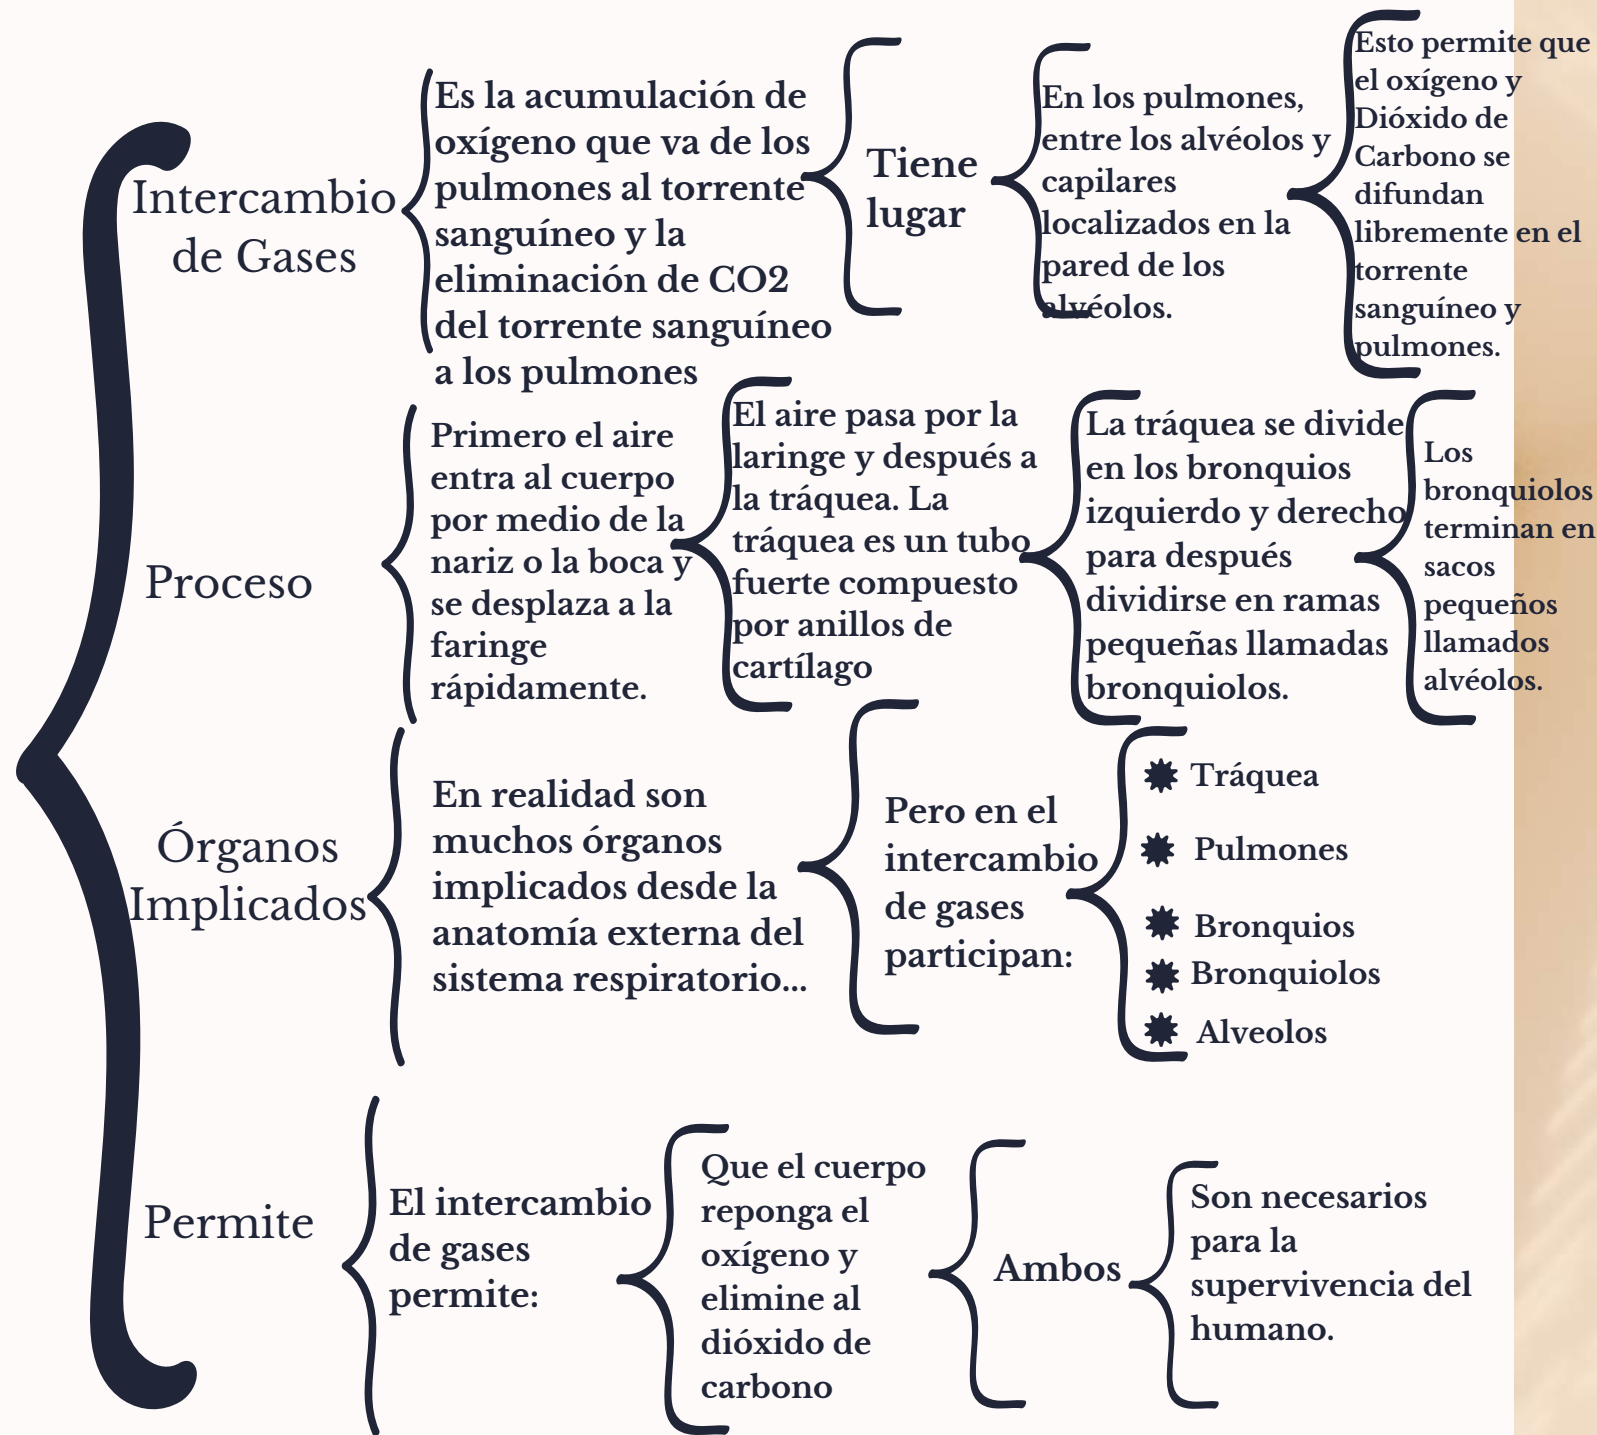 Intercambio
de Gases
Es la acumulación de
oxígeno que va de los
pulmones al torrente
sanguíneo y la
eliminación de CO2
del torrente sanguíneo
a los pulmones
Tiene
lugar
En los pulmones,
entre los alvéolos y
capilares
localizados en la
pared de los
alvéolos.
Esto permite que
el oxígeno y
Dióxido de
Carbono se
difundan
libremente en el
torrente
sanguíneo y
pulmones.
Proceso
Primero el aire
entra al cuerpo
por medio de la
nariz o la boca y
se desplaza a la
faringe
rápidamente.
El aire pasa por la
laringe y después a
la tráquea. La
tráquea es un tubo
fuerte compuesto
por anillos de
cartílago
La tráquea se divide
en los bronquios
izquierdo y derecho
para después
dividirse en ramas
pequeñas llamadas
bronquiolos.
Los
bronquiolos
terminan en
sacos
pequeños
llamados
alvéolos.
Órganos
Implicados
En realidad son
muchos órganos
implicados desde la
anatomía externa del
sistema respiratorio...
Pero en el
intercambio
de gases
participan:
Tráquea
Pulmones
Bronquios
Bronquiolos
Alveolos
Permite
El intercambio
de gases
permite:
Que el cuerpo
reponga el
oxígeno y
elimine al
dióxido de
carbono
Ambos
Son necesarios
para la
supervivencia del
humano.